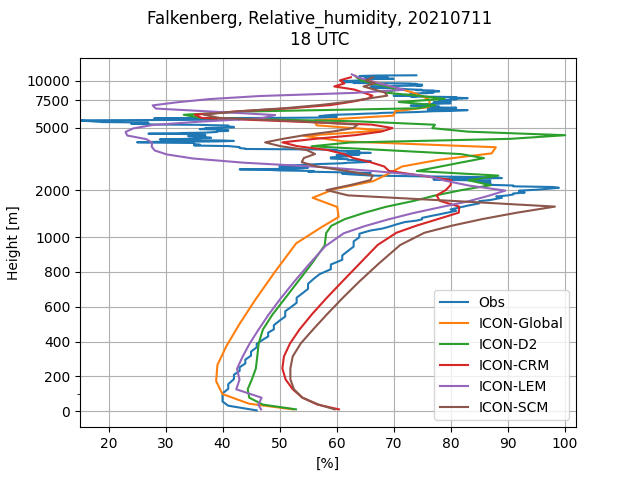 Falkenberg, Relative_humidity, 20210711
18 UTC
10000
7500
5000
2000
1000
800
600
400
200
0
Height [m]
20 30 40 50 60 70 80 90 100
[%]
Obs
ICON-Global
ICON-D2
ICON-CRM
ICON-LEM
ICON-SCM